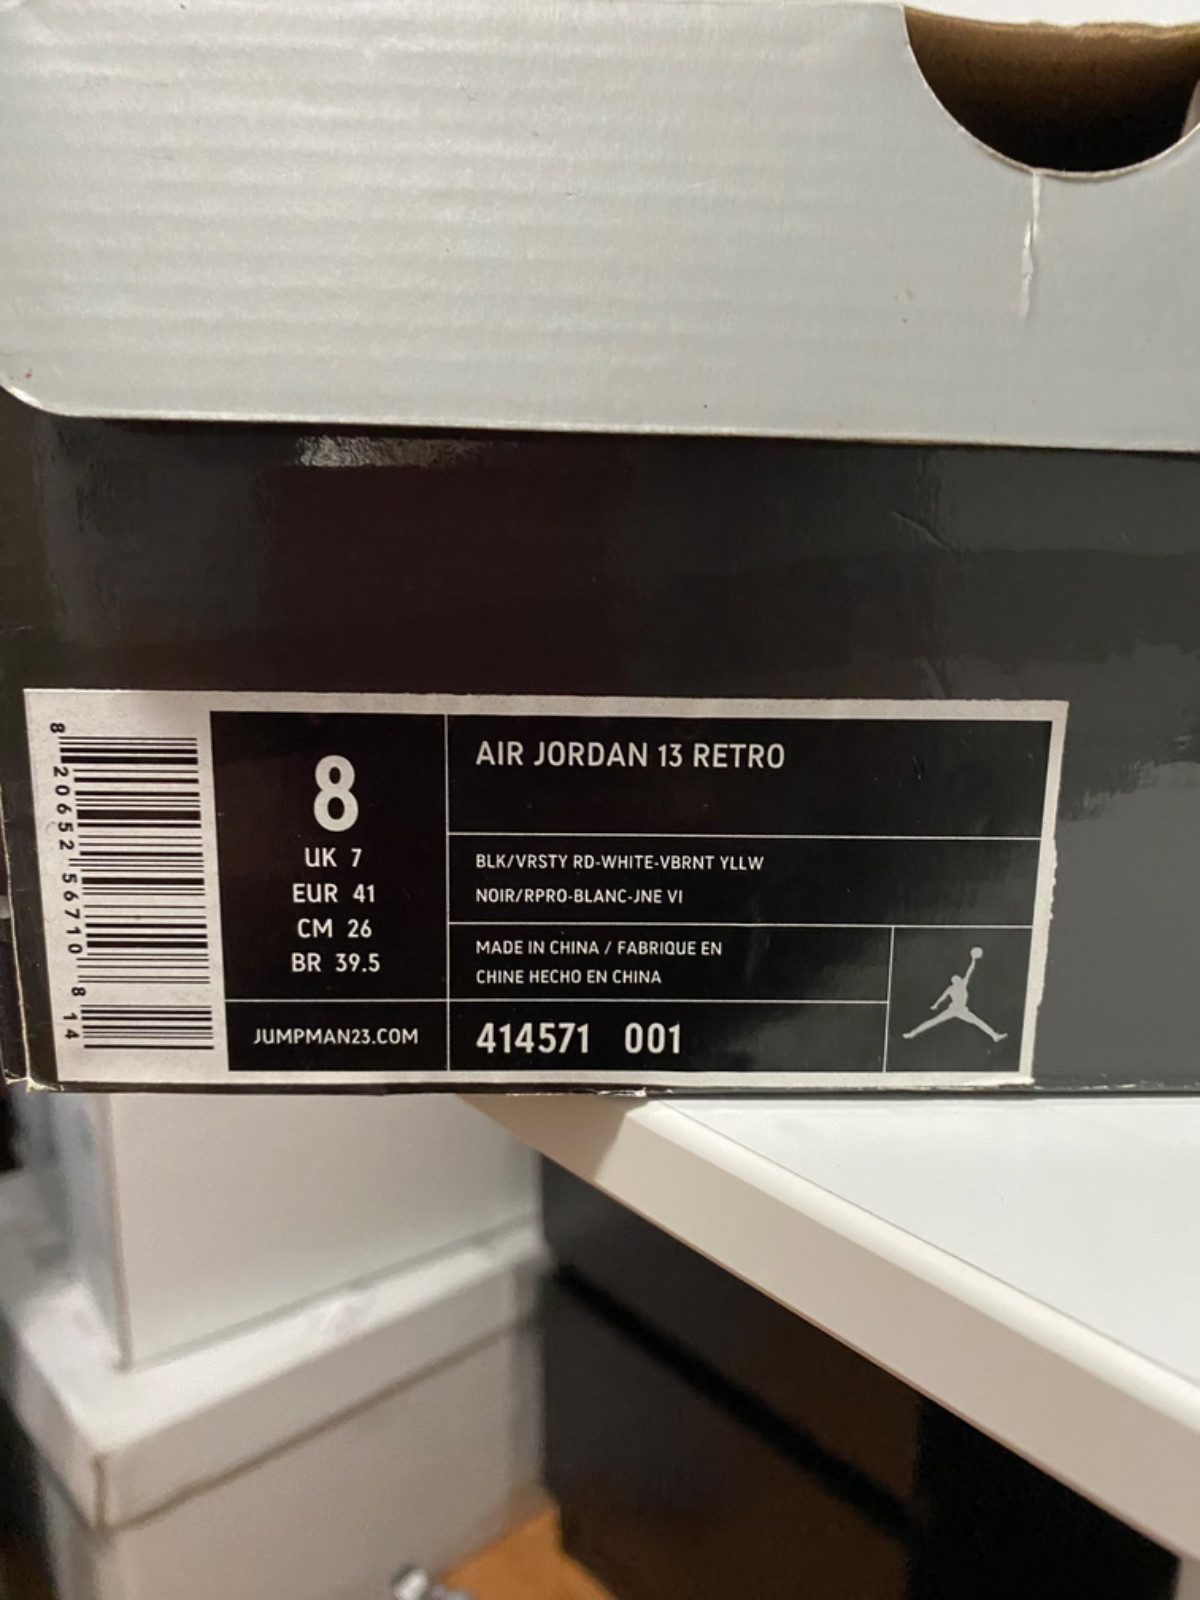 8 20652 56710 8 14
8
UK 7
EUR 41
CM 26
BR 39.5
JUMPMAN23.COM
AIR JORDAN 13 RETRO
BLK/VRSTY RD-WHITE-VBRNT YLLW
NOIR/RPRO-BLANC-JNE VI
MADE IN CHINA / FABRIQUE EN
CHINE HECHO EN CHINA
414571 001